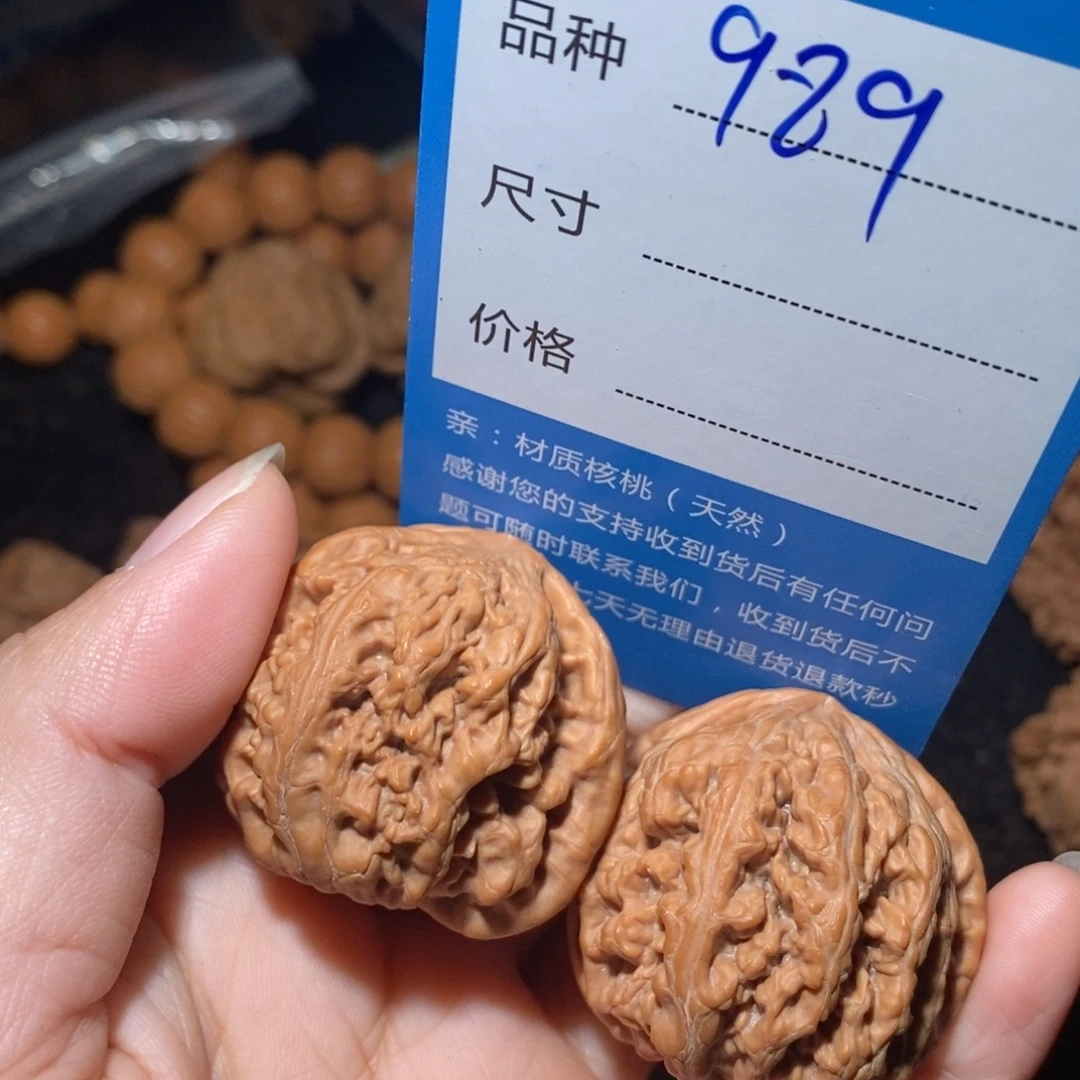 品种 989
尺寸
价格
亲：材质核桃（天然）
感谢您的支持收到货后有任何问
题可随时联系我们，收到货后不
七天无理由退货退款秒